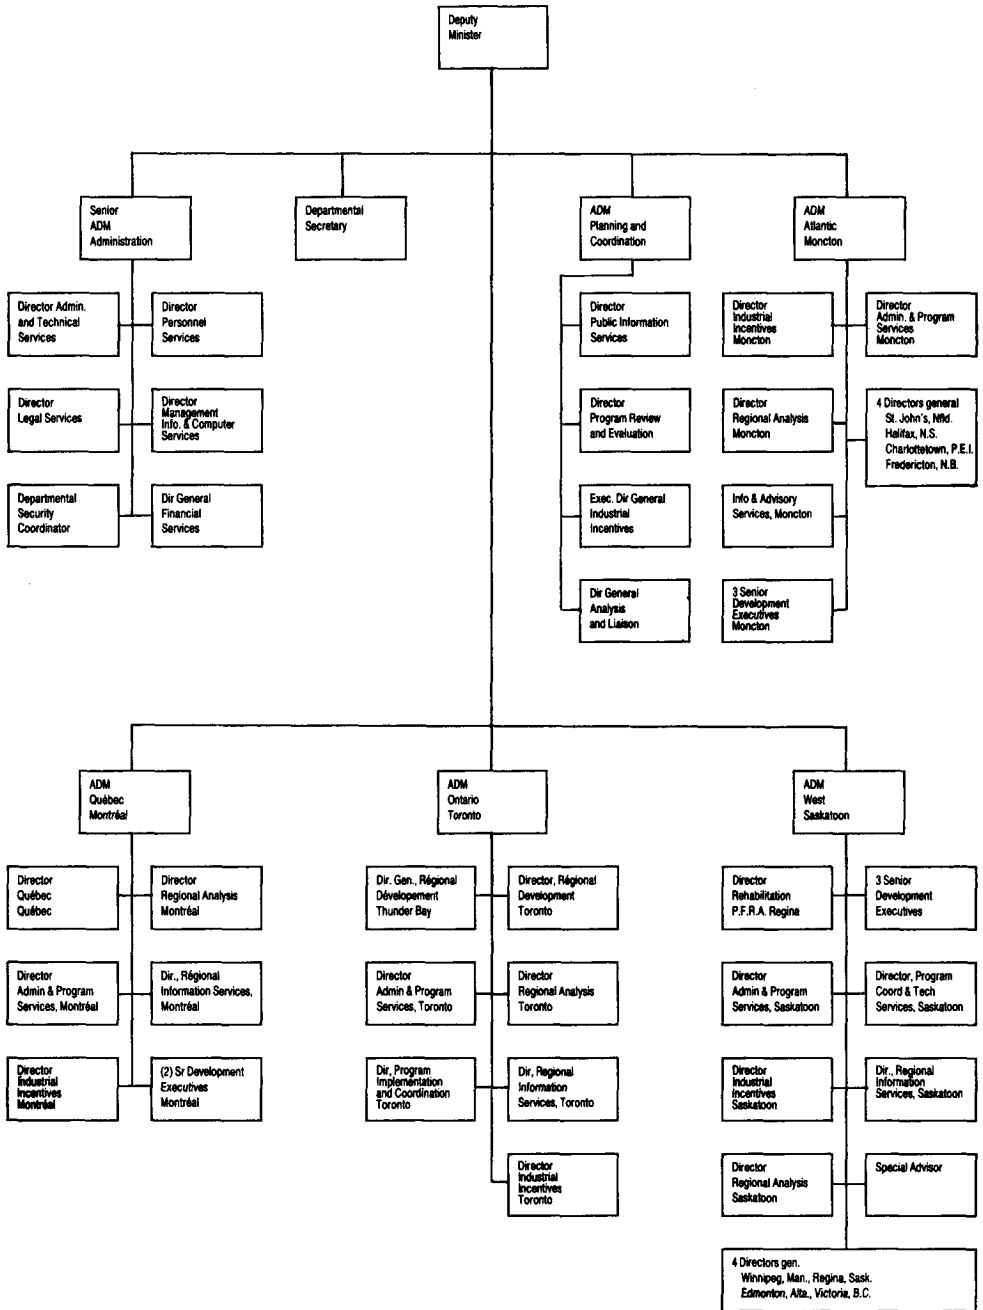 Deputy
Minister
Senior
ADM
Administration
Departmental
Secretary
ADM
Planning and
Coordination
ADM
Atlantic
Moncton
Director Admin.
and Technical
Services
Director
Personnel
Services
Director
Public Information
Services
Director
Industrial
Incentives
Moncton
Director
Admin. & Program
Services
Moncton
Director
Legal Services
Director
Management
Info. & Computer
Services
Director
Program Review
and Evaluation
Director
Regional Analysis
Moncton
4 Directors general
St. John's, Nfld.
Halifax, N.S.
Charlottetown, P.E.I.
Fredericton, N.B.
Departmental
Security
Coordinator
Dir General
Financial
Services
Exec. Dir General
Industrial
Incentives
Info & Advisory
Services, Moncton
Dir General
Analysis
and Liaison
3 Senior
Development
Executives
Moncton
ADM
Québec
Montréal
ADM
Ontario
Toronto
ADM
West
Saskatoon
Director
Québec
Québec
Director
Regional Analysis
Montréal
Dir. Gen., Régional
Dévelopement
Thunder Bay
Director, Régional
Development
Toronto
Director
Rehabilitation
P.F.R.A. Regina
3 Senior
Development
Executives
Director
Admin & Program
Services, Montréal
Dir., Régional
Information Services,
Montréal
Director
Admin & Program
Services, Toronto
Director
Regional Analysis
Toronto
Director
Admin & Program
Services, Saskatoon
Director, Program
Coord & Tech
Services, Saskatoon
Director
Industrial
Incentives
Montréal
(2) Sr Development
Executives
Montréal
Dir, Program
Implementation
and Coordination
Toronto
Dir, Regional
Information
Services, Toronto
Director
Industrial
Incentives
Saskatoon
Dir., Regional
Information
Services, Saskatoon
Director
Industrial
Incentives
Toronto
Director
Regional Analysis
Saskatoon
Special Advisor
4 Directors gen.
Winnipeg, Man., Regina, Sask.
Edmonton, Alta., Victoria, B.C.